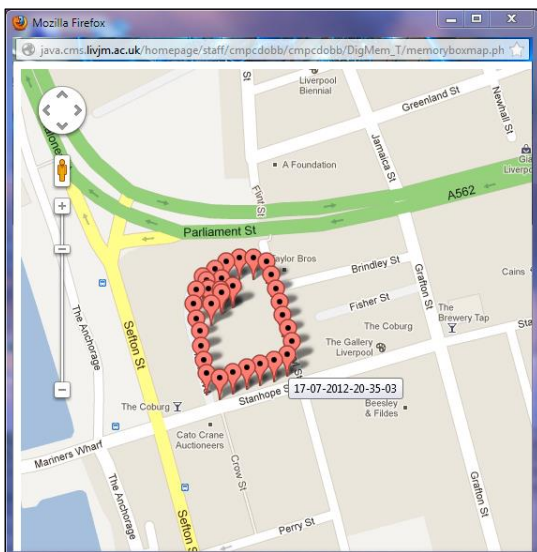 Mozilla Firefox
java.cms.livjm.ac.uk/homepage/staff/cmpcdobb/cmpcdobb/DigMem_T/memoryboxmap.ph
Liverpool
Biennial
Greenland St
Newhall St
Jamaica St
A Foundation
Flint St
A562
Parliament St
Brindley St
Cains
Grafton St
Fisher St
The
Brewery Tap
The Coburg
The Gallery
Liverpool
The Anchorage
Sefton St
17-07-2012-20-35-03
Stanhope S
Beesley
& Fildes
The Coburg
Cato Crane
Auctioneers
Mariners Wharf
Crow St
The Anchorage
Grafton St
Sefton St
Perry St